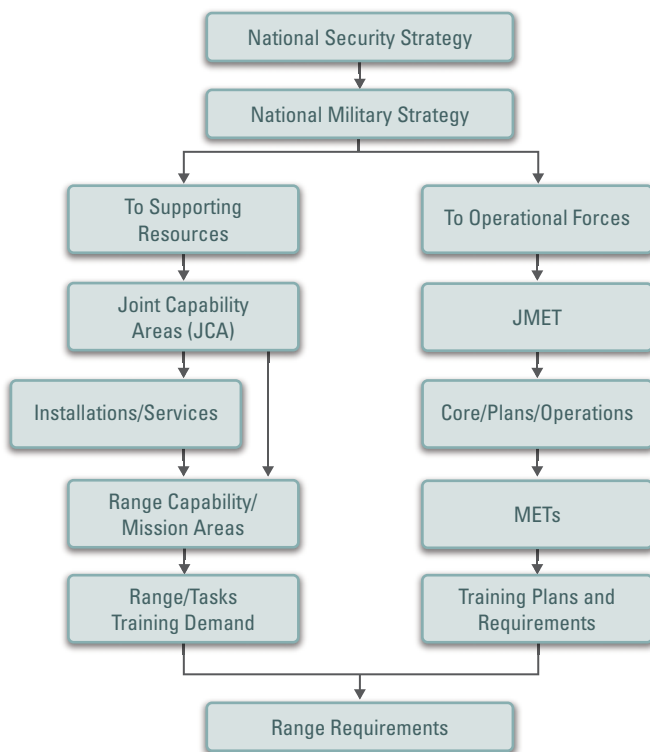 National Security Strategy
National Military Strategy
To Supporting
Resources
To Operational Forces
Joint Capability
Areas (JCA)
JMET
Installations/Services
Core/Plans/Operations
Range Capability/
Mission Areas
METs
Range/Tasks
Training Demand
Training Plans and
Requirements
Range Requirements